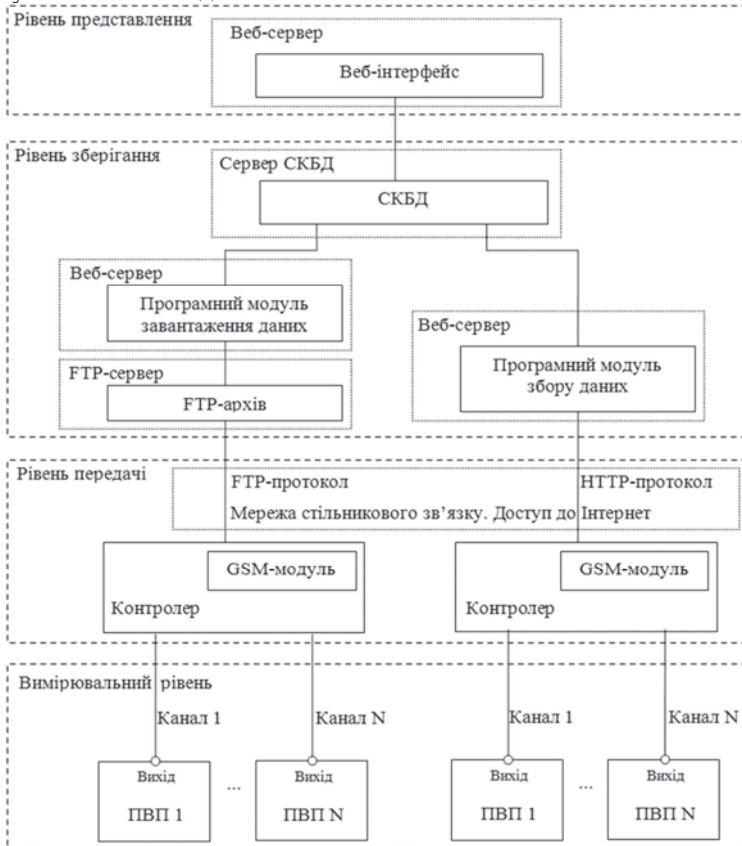 Рівень представлення
Веб-сервер
Веб-інтерфейс
Рівень зберігання
Сервер СКБД
СКБД
Веб-сервер
Програмний модуль
завантаження даних
FTP-сервер
FTP-архів
Веб-сервер
Програмний модуль
збору даних
Рівень передачі
FTP-протокол
HTTP-протокол
Мережа стільникового зв’язку. Доступ до Інтернет
GSM-модуль
Контролер
GSM-модуль
Контролер
Вимірювальний рівень
Канал 1
Канал N
Канал 1
Канал N
Вихід
ПВП 1
...
Вихід
ПВП N
Вихід
ПВП 1
...
Вихід
ПВП N